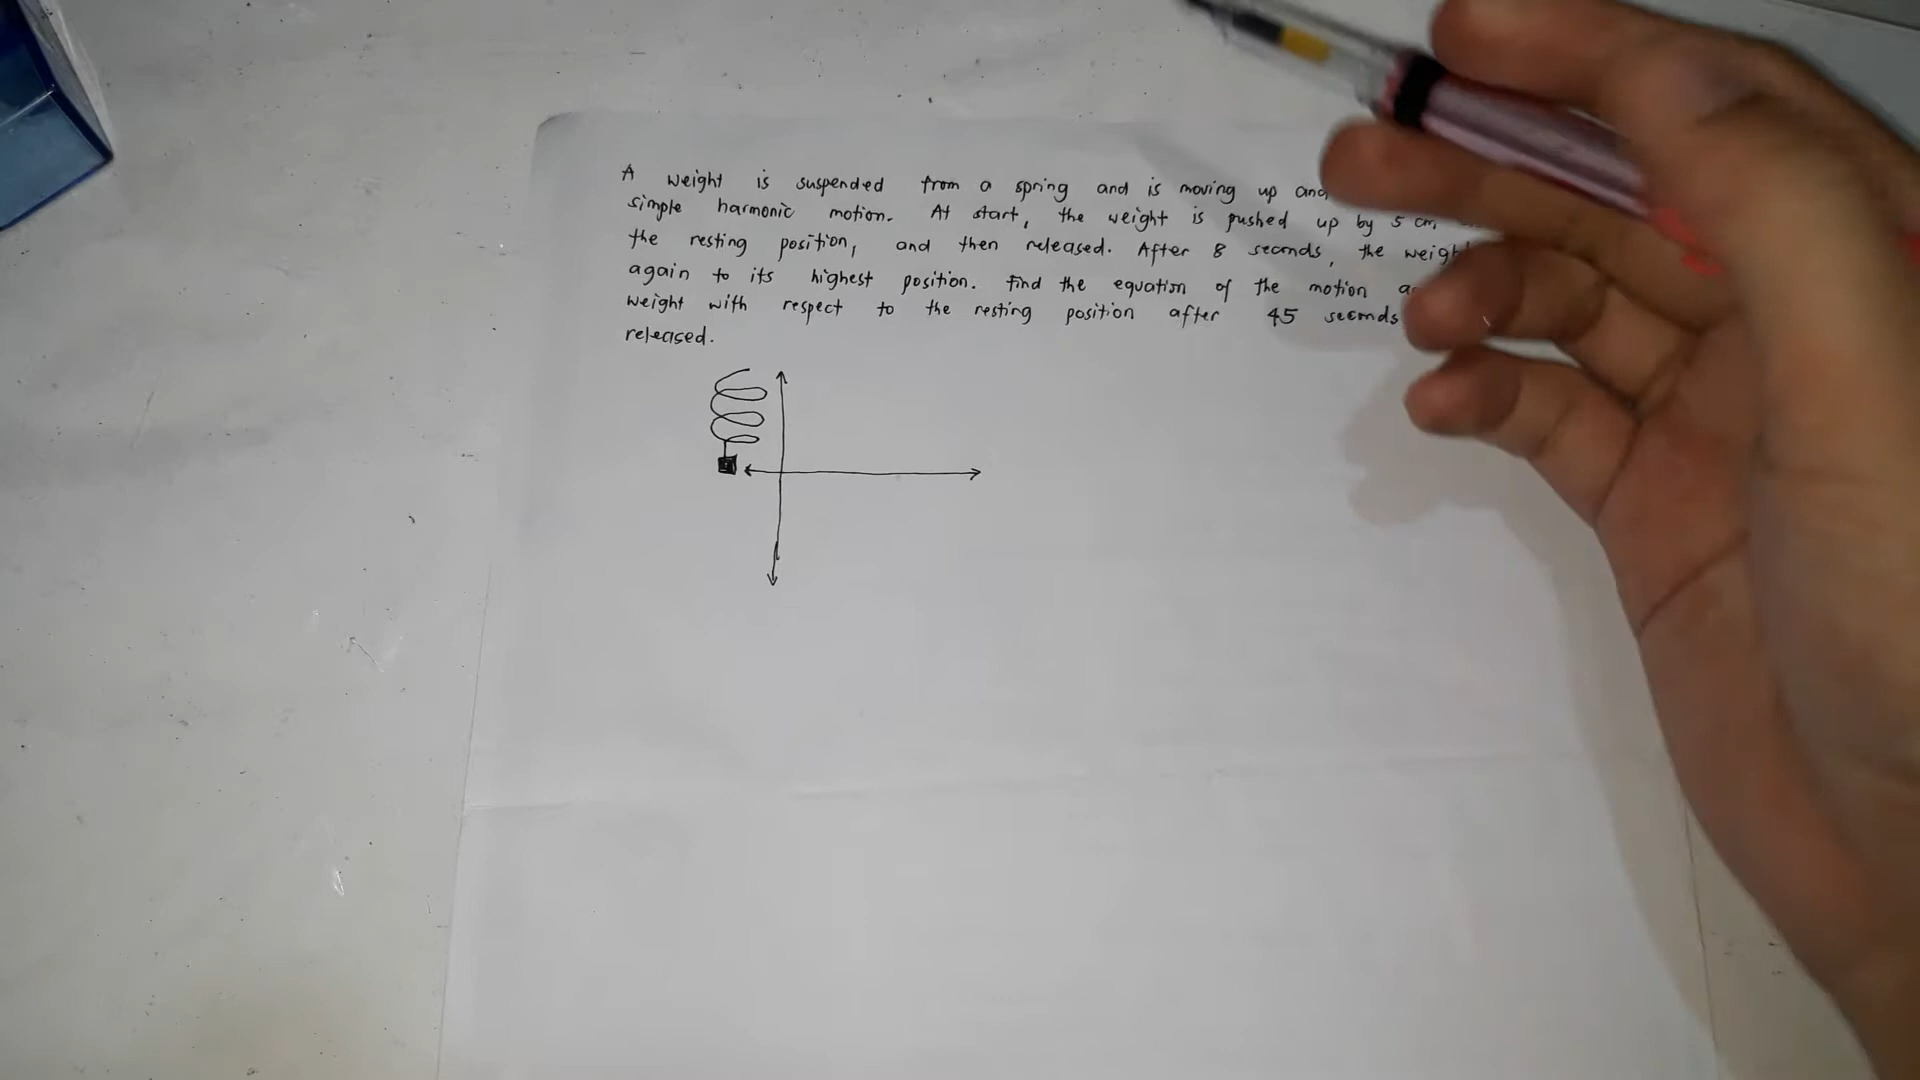 A weight is suspended from a spring and is moving up and
simple harmonic motion. At start, the weight is pushed up by 5 cm
the resting position, and then released. After 8 seconds, the
again to its highest position. Find the equation of the motion
weight with respect to the resting position after 45 seconds
released.